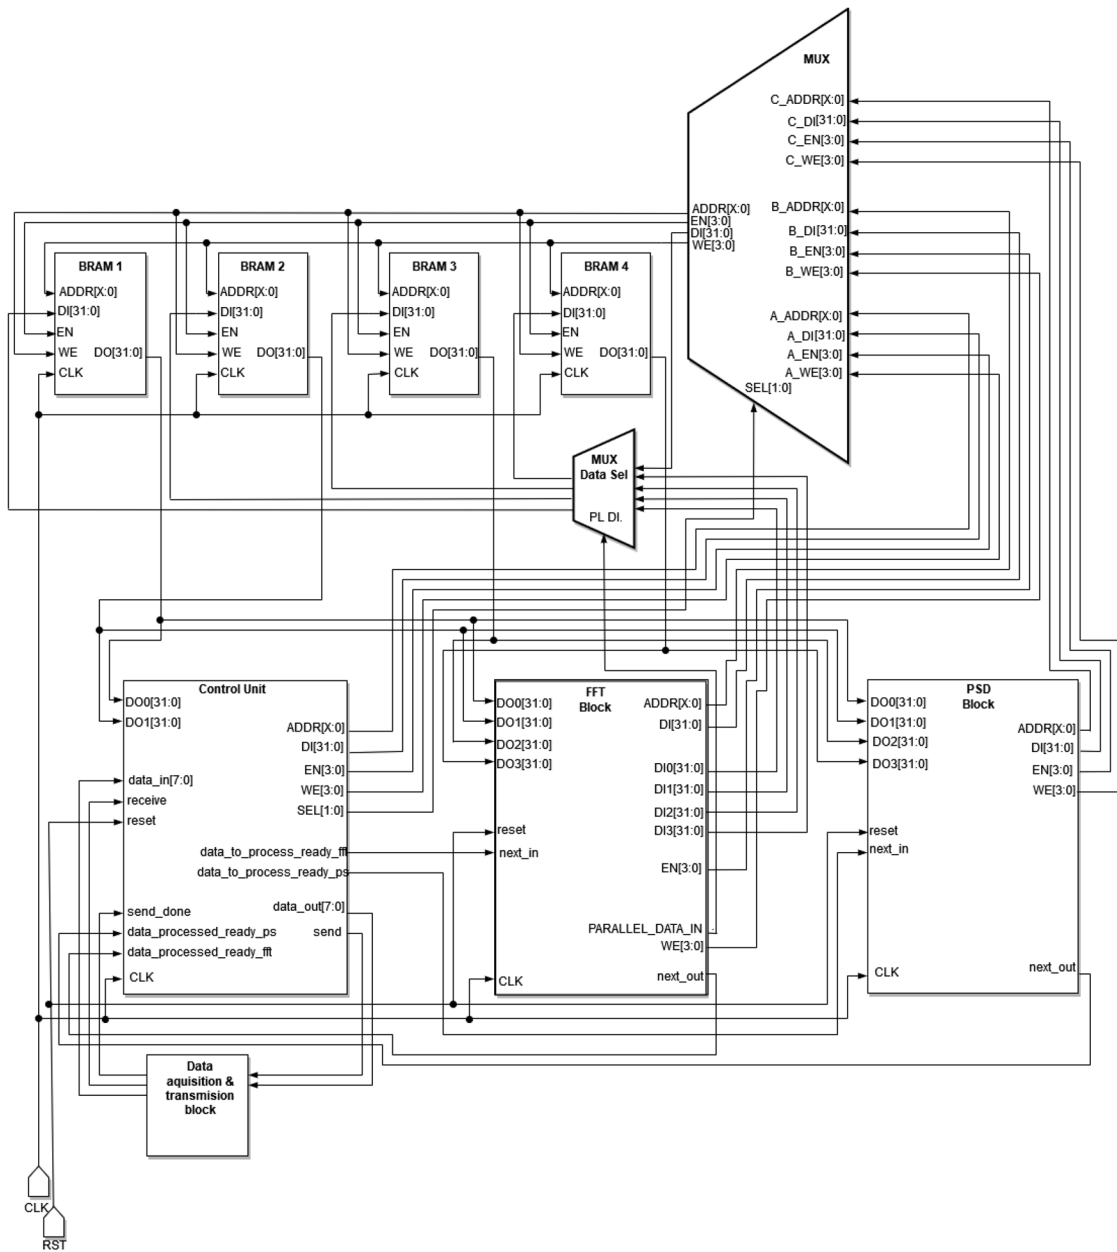 MUX
C_ADDR[X:0]
C_DI[31:0]
C_EN[3:0]
C_WE[3:0]
B_ADDR[X:0]
B_DI[31:0]
B_EN[3:0]
B_WE[3:0]
A_ADDR[X:0]
A_DI[31:0]
A_EN[3:0]
A_WE[3:0]
SEL[1:0]
ADDR[X:0]
EN[3:0]
DI[31:0]
WE[3:0]
BRAM 1
ADDR[X:0]
DI[31:0]
EN
WE
DO[31:0]
CLK
BRAM 2
ADDR[X:0]
DI[31:0]
EN
WE
DO[31:0]
CLK
BRAM 3
ADDR[X:0]
DI[31:0]
EN
WE
DO[31:0]
CLK
BRAM 4
ADDR[X:0]
DI[31:0]
EN
WE
DO[31:0]
CLK
MUX
Data Sel
PL DI.
Control Unit
DO0[31:0]
DO1[31:0]
ADDR[X:0]
DI[31:0]
EN[3:0]
WE[3:0]
SEL[1:0]
data_in[7:0]
receive
reset
data_to_process_ready_fft
data_to_process_ready_ps
data_out[7:0]
send
send_done
data_processed_ready_ps
data_processed_ready_fft
CLK
FFT
Block
DO0[31:0]
DO1[31:0]
DO2[31:0]
DO3[31:0]
ADDR[X:0]
DI[31:0]
DI0[31:0]
DI1[31:0]
DI2[31:0]
DI3[31:0]
reset
next_in
EN[3:0]
PARALLEL_DATA_IN
WE[3:0]
next_out
CLK
PSD
Block
DO0[31:0]
DO1[31:0]
DO2[31:0]
DO3[31:0]
ADDR[X:0]
DI[31:0]
EN[3:0]
WE[3:0]
reset
next_in
CLK
next_out
Data
aquisition &
transmision
block
CLK
RST